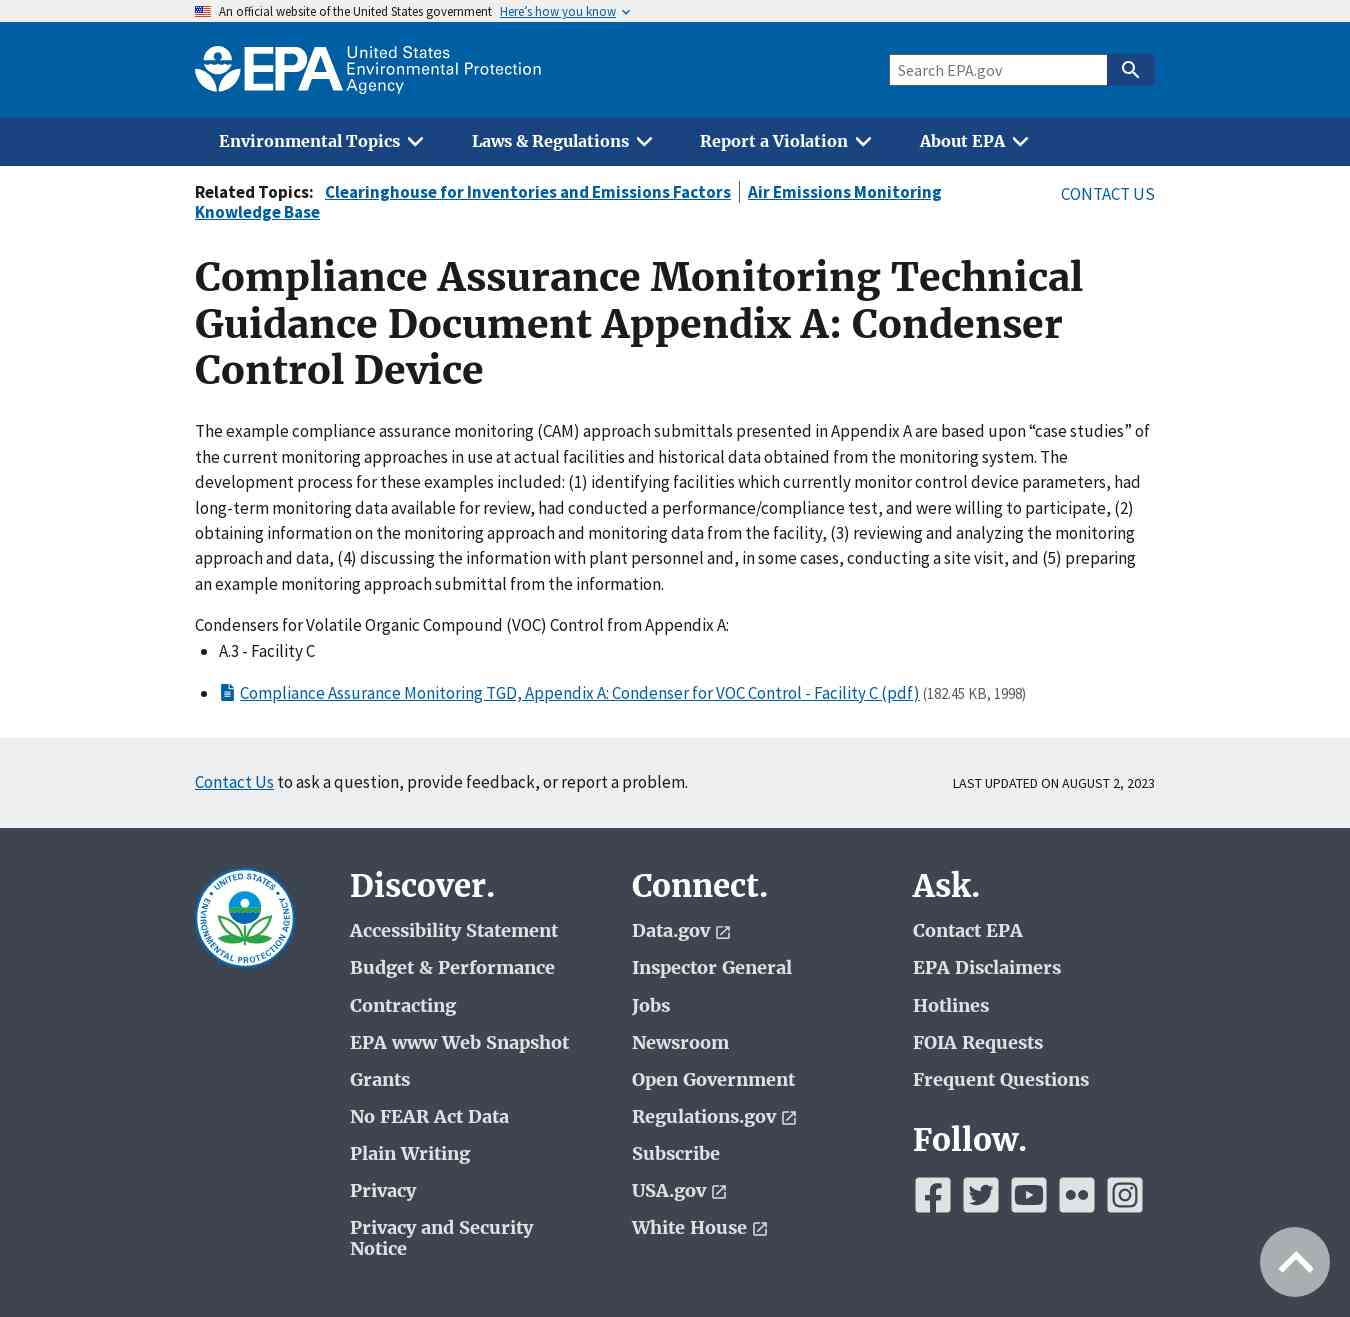 An official website of the United States government Here’s how you know
EPA United States
Environmental Protection
Agency
Search EPA.gov
Environmental Topics
Laws & Regulations
Report a Violation
About EPA
Related Topics: Clearinghouse for Inventories and Emissions Factors Air Emissions Monitoring
Knowledge Base
CONTACT US
Compliance Assurance Monitoring Technical
Guidance Document Appendix A: Condenser
Control Device
The example compliance assurance monitoring (CAM) approach submittals presented in Appendix A are based upon “case studies” of
the current monitoring approaches in use at actual facilities and historical data obtained from the monitoring system. The
development process for these examples included: (1) identifying facilities which currently monitor control device parameters, had
long-term monitoring data available for review, had conducted a performance/compliance test, and were willing to participate, (2)
obtaining information on the monitoring approach and monitoring data from the facility, (3) reviewing and analyzing the monitoring
approach and data, (4) discussing the information with plant personnel and, in some cases, conducting a site visit, and (5) preparing
an example monitoring approach submittal from the information.
Condensers for Volatile Organic Compound (VOC) Control from Appendix A:
A.3 - Facility C
Compliance Assurance Monitoring TGD, Appendix A: Condenser for VOC Control - Facility C (pdf) (182.45 KB, 1998)
Contact Us to ask a question, provide feedback, or report a problem.
LAST UPDATED ON AUGUST 2, 2023
UNITED STATES
ENVIRONMENTAL PROTECTION AGENCY
Discover.
Accessibility Statement
Budget & Performance
Contracting
EPA www Web Snapshot
Grants
No FEAR Act Data
Plain Writing
Privacy
Privacy and Security
Notice
Connect.
Data.gov
Inspector General
Jobs
Newsroom
Open Government
Regulations.gov
Subscribe
USA.gov
White House
Ask.
Contact EPA
EPA Disclaimers
Hotlines
FOIA Requests
Frequent Questions
Follow.